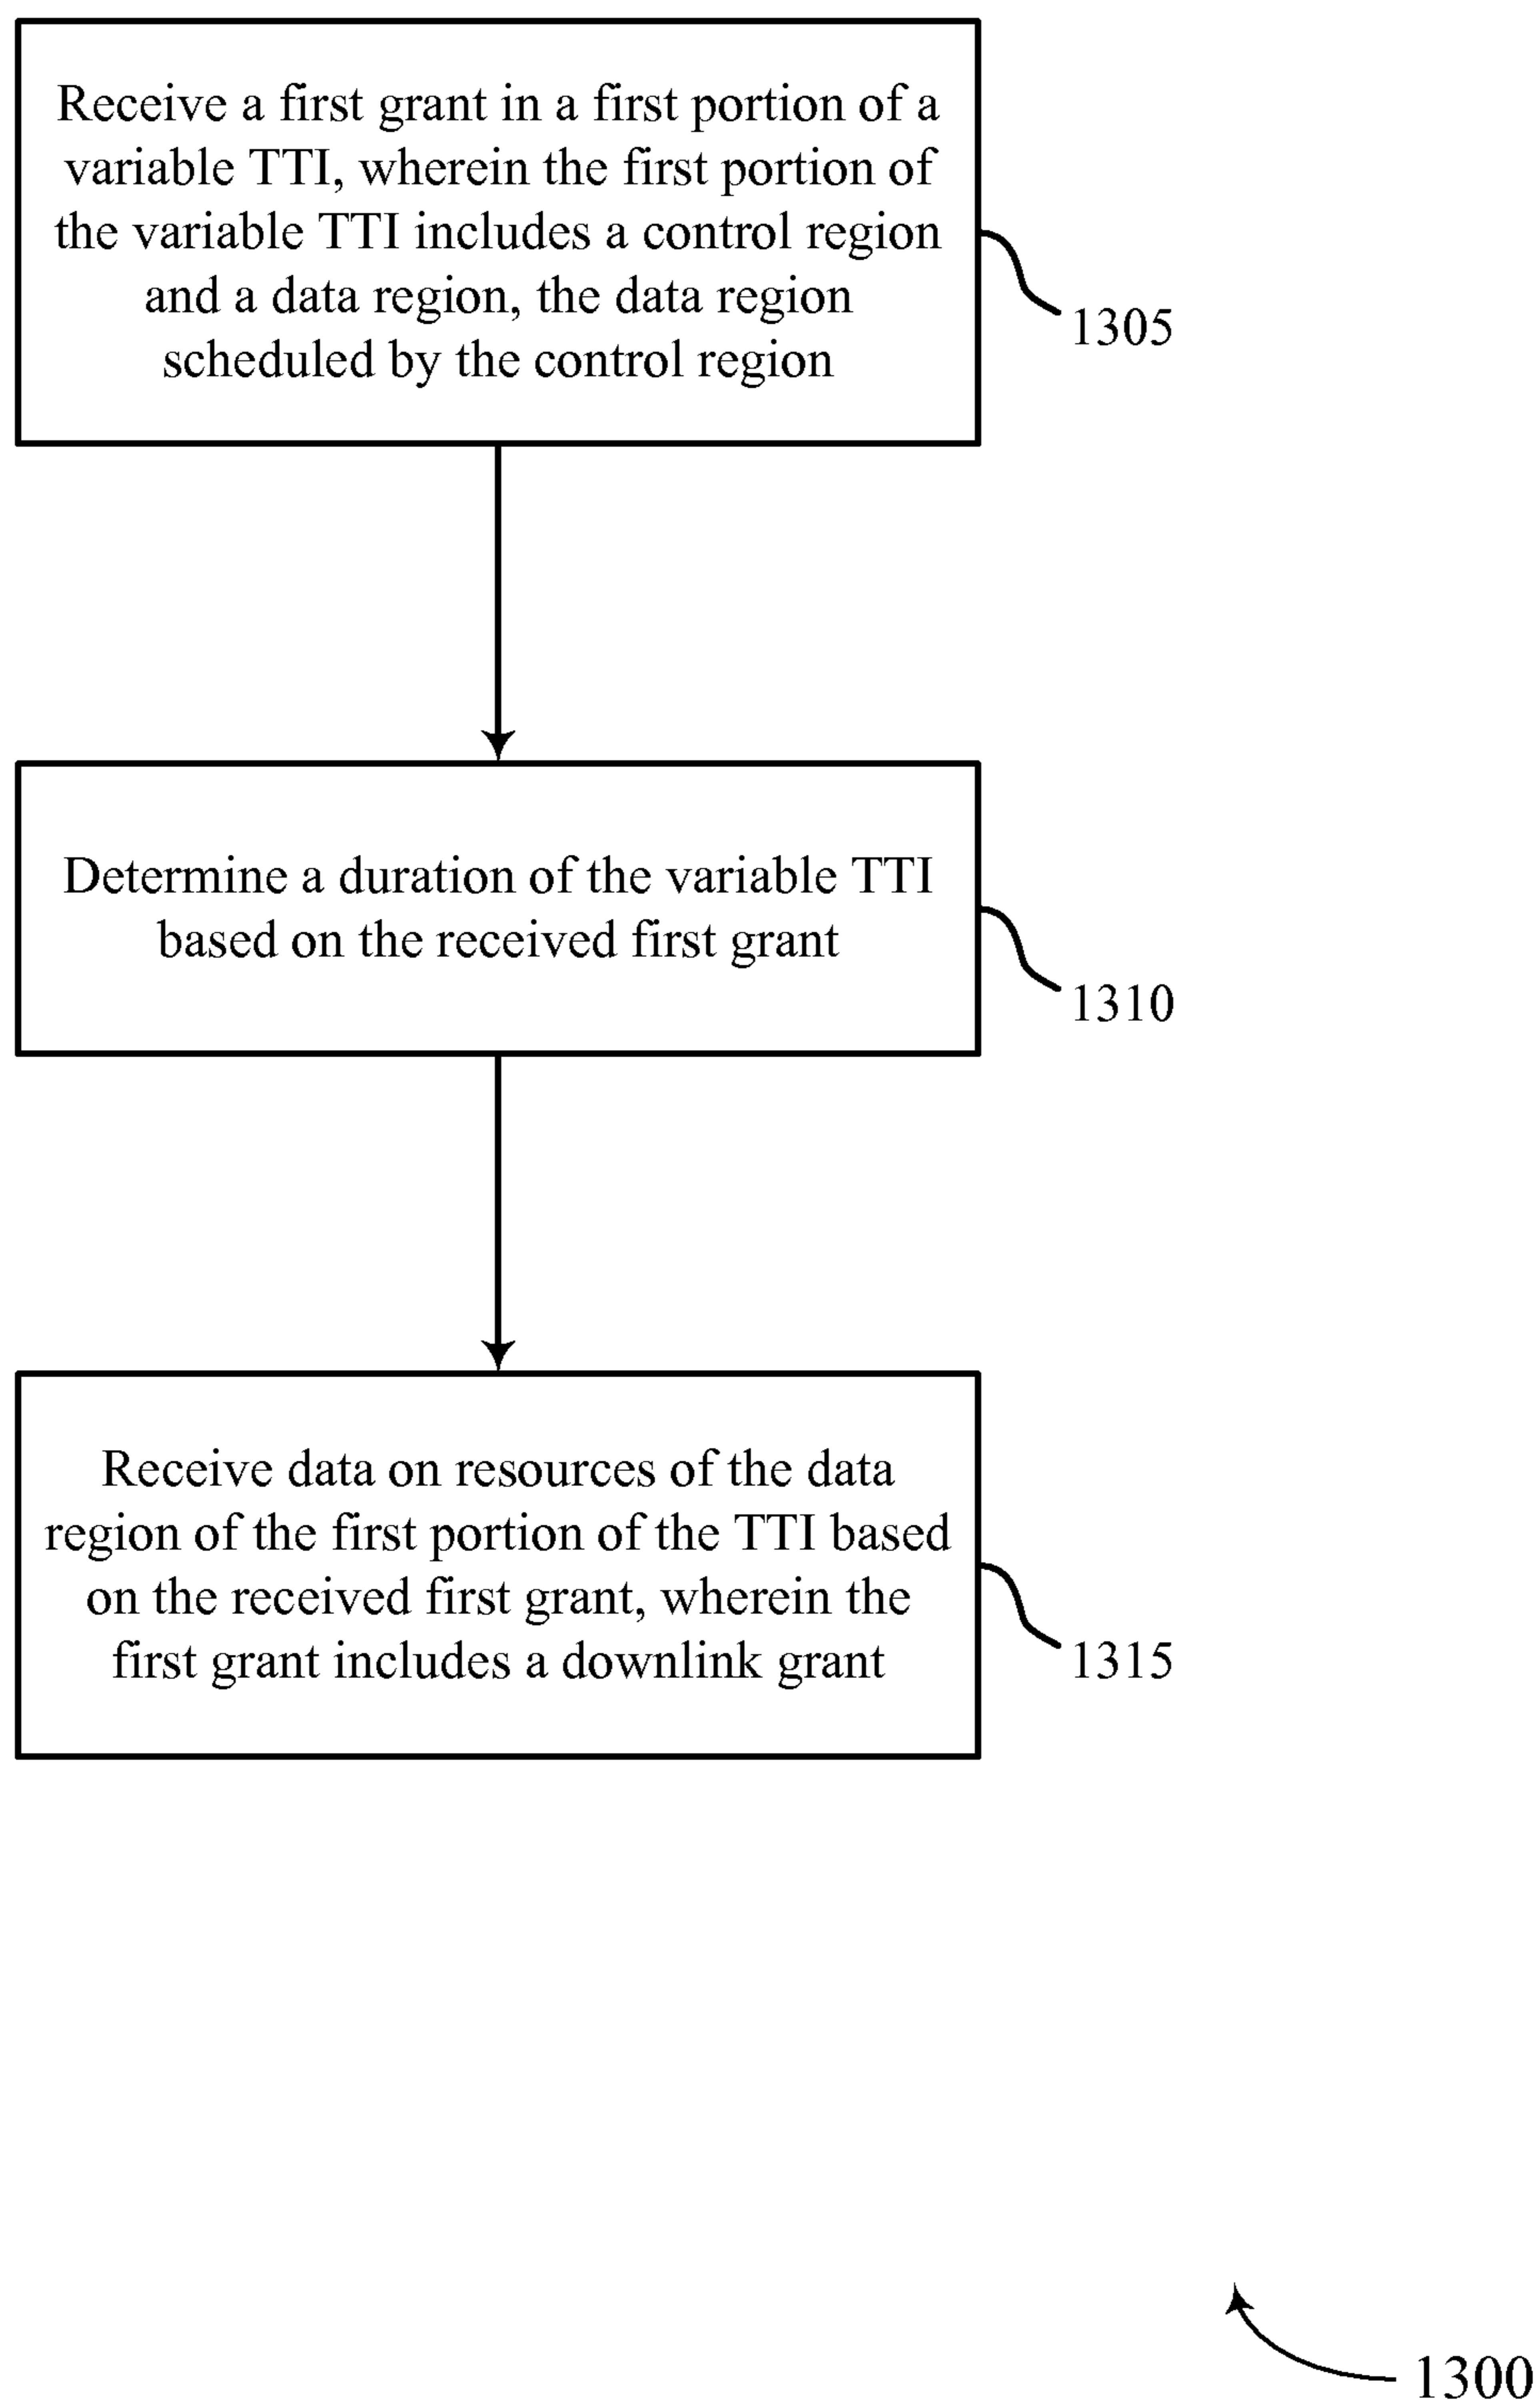 Receive a first grant in a first portion of a
variable TTI, wherein the first portion of
the variable TTI includes a control region
and a data region, the data region
scheduled by the control region
1305
Determine a duration of the variable TTI
based on the received first grant
1310
Receive data on resources of the data
region of the first portion of the TTI based
on the received first grant, wherein the
first grant includes a downlink grant
1315
1300